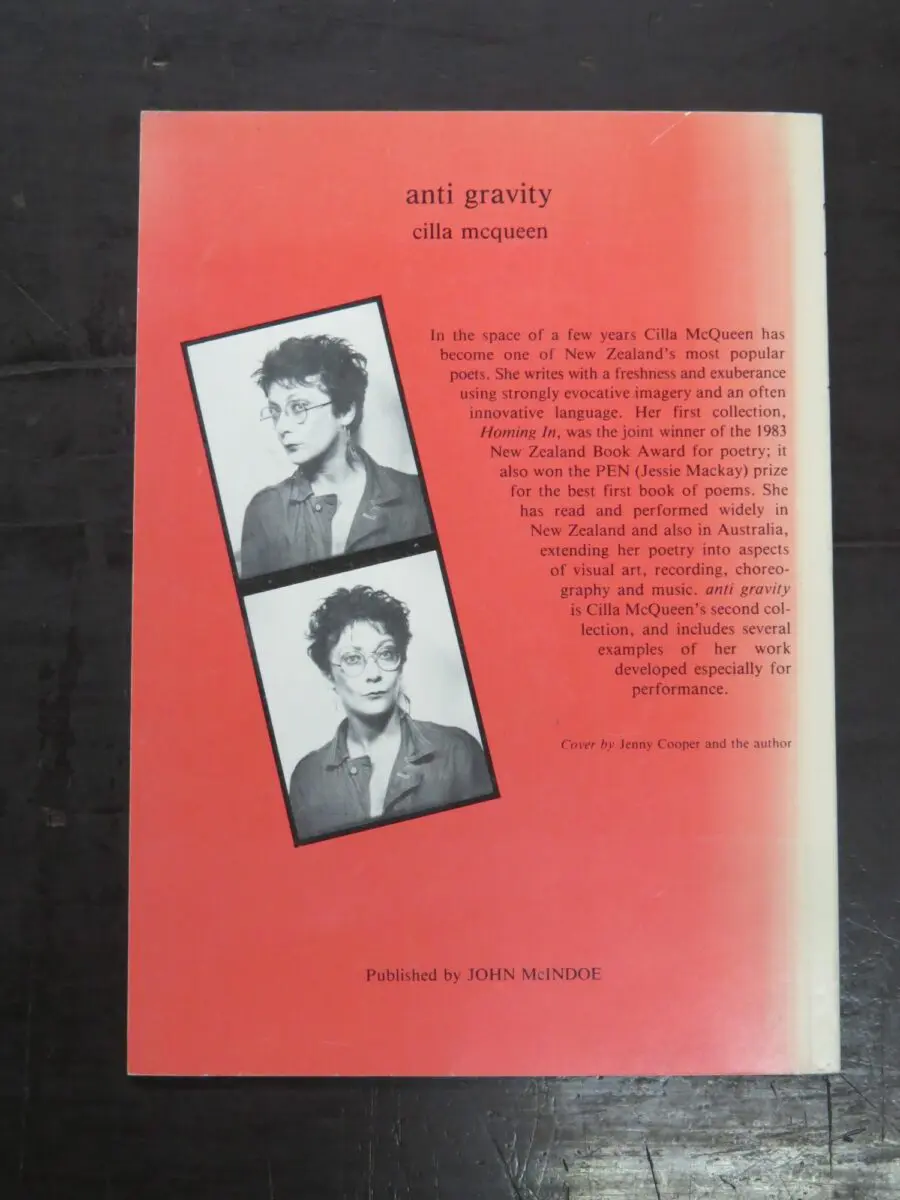 anti gravity
cilla mcqueen
In the space of a few years Cilla McQueen has
become one of New Zealand's most popular
poets. She writes with a freshness and exuberance
using strongly evocative imagery and an often
innovative language. Her first collection,
Homing In, was the joint winner of the 1983
New Zealand Book Award for poetry; it
also won the PEN (Jessie Mackay) prize
for the best first book of poems. She
has read and performed widely in
New Zealand and also in Australia,
extending her poetry into aspects
of visual art, recording, choreo-
graphy and music. anti gravity
is Cilla McQueen's second col-
lection, and includes several
examples of her work
developed especially for
performance.
Cover by Jenny Cooper and the author
Published by JOHN McINDOE